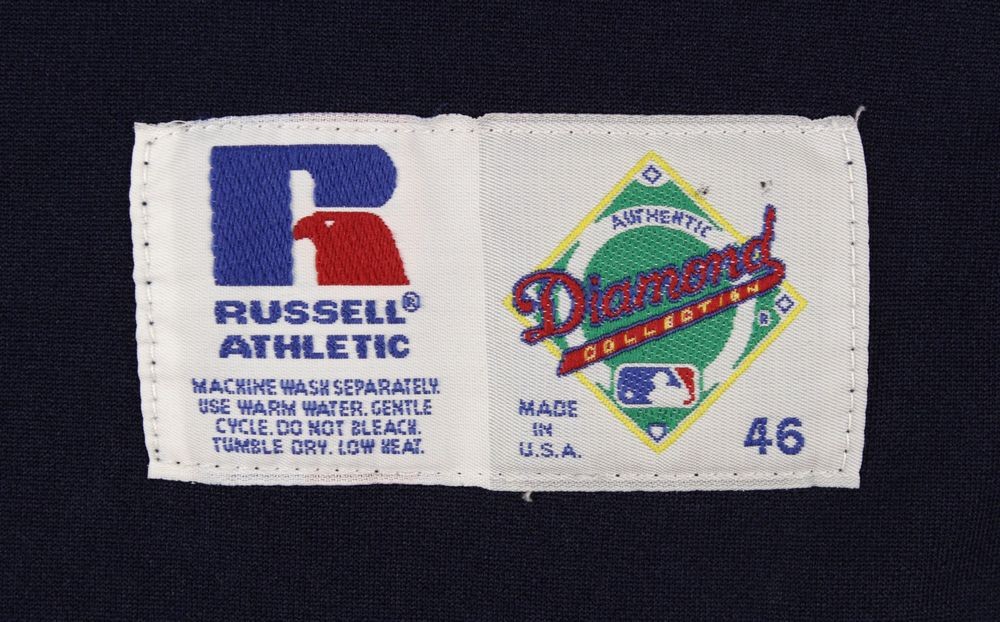 RUSSELL®
ATHLETIC
MACHINE WASH SEPARATELY.
USE WARM WATER. GENTLE
CYCLE. DO NOT BLEACH.
TUMBLE DRY. LOW HEAT.
AUTHENTIC
Diamond
COLLECTION
®
MADE
IN
U.S.A.
46